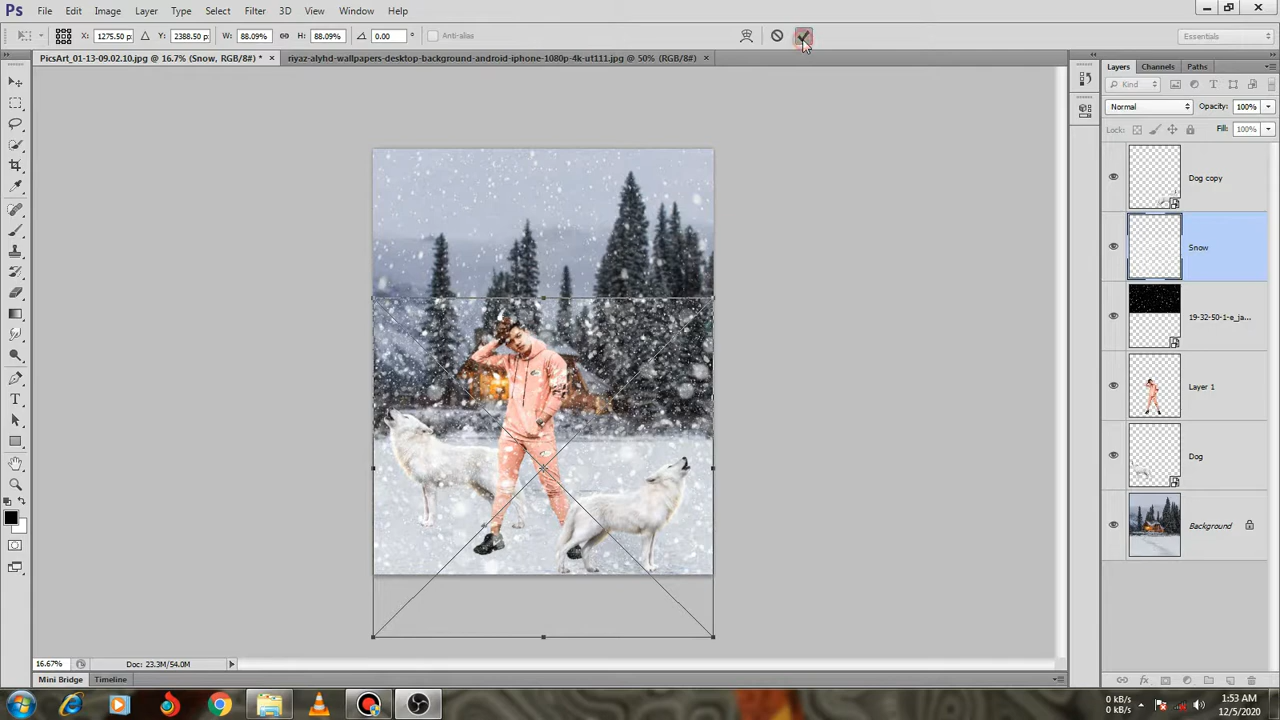 Ps File Edit Image Layer Type Select Filter 3D View Window Help
X: 1275.50 p: Y: 2388.50 p: W: 88.09% H: 88.09% 0.00 ° Anti-alias Essentials
PicsArt_01-13-09.02.10.jpg @ 16.7% (Snow, RGB/8#) * × riyaz-alyhd-wallpapers-desktop-background-android-iphone-1080p-4k-ut111.jpg @ 50% (RGB/8#) ×
Layers Channels Paths
Kind
Normal Opacity: 100%
Lock: Fill: 100%
Dog copy
Snow
19-32-50-1-e_ja...
Layer 1
Dog
Background
16.67% Doc: 23.3M/54.0M
Mini Bridge Timeline
0 kB/s
0 kB/s
1:53 AM
12/5/2020